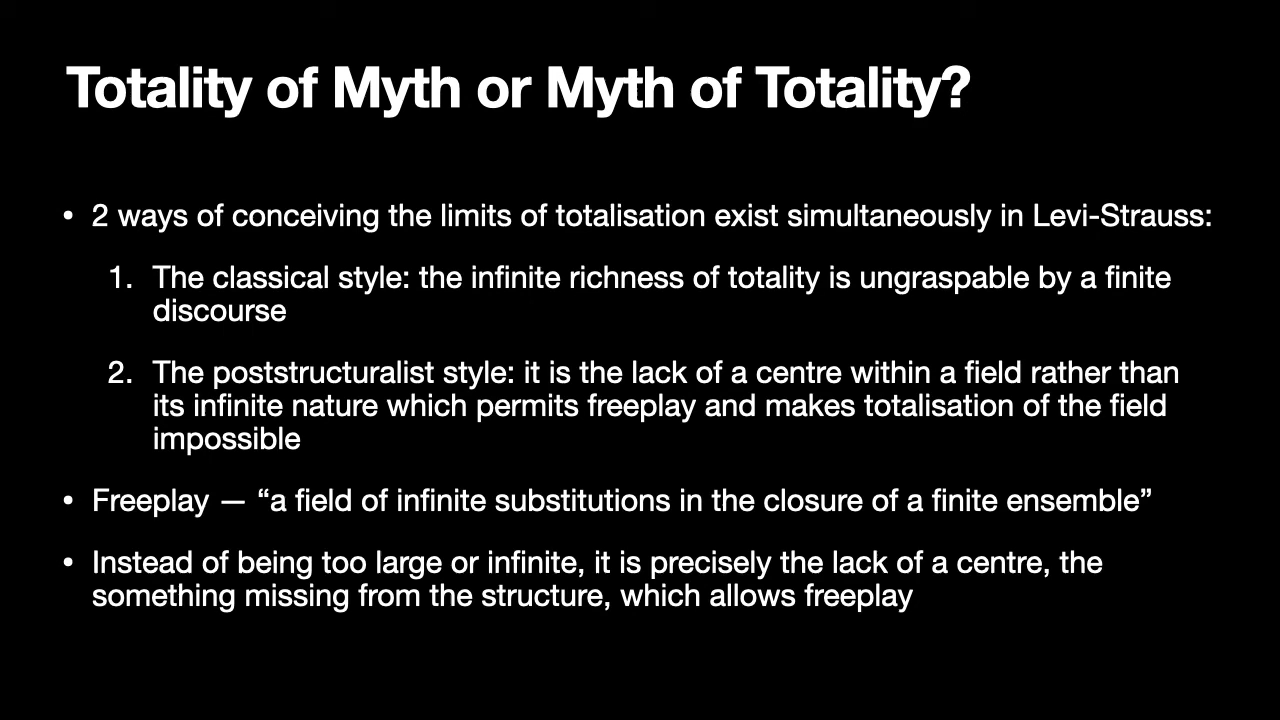 Totality of Myth or Myth of Totality?
• 2 ways of conceiving the limits of totalisation exist simultaneously in Levi-Strauss:
1. The classical style: the infinite richness of totality is ungraspable by a finite
discourse
2. The poststructuralist style: it is the lack of a centre within a field rather than
its infinite nature which permits freeplay and makes totalisation of the field
impossible
• Freeplay — “a field of infinite substitutions in the closure of a finite ensemble”
• Instead of being too large or infinite, it is precisely the lack of a centre, the
something missing from the structure, which allows freeplay